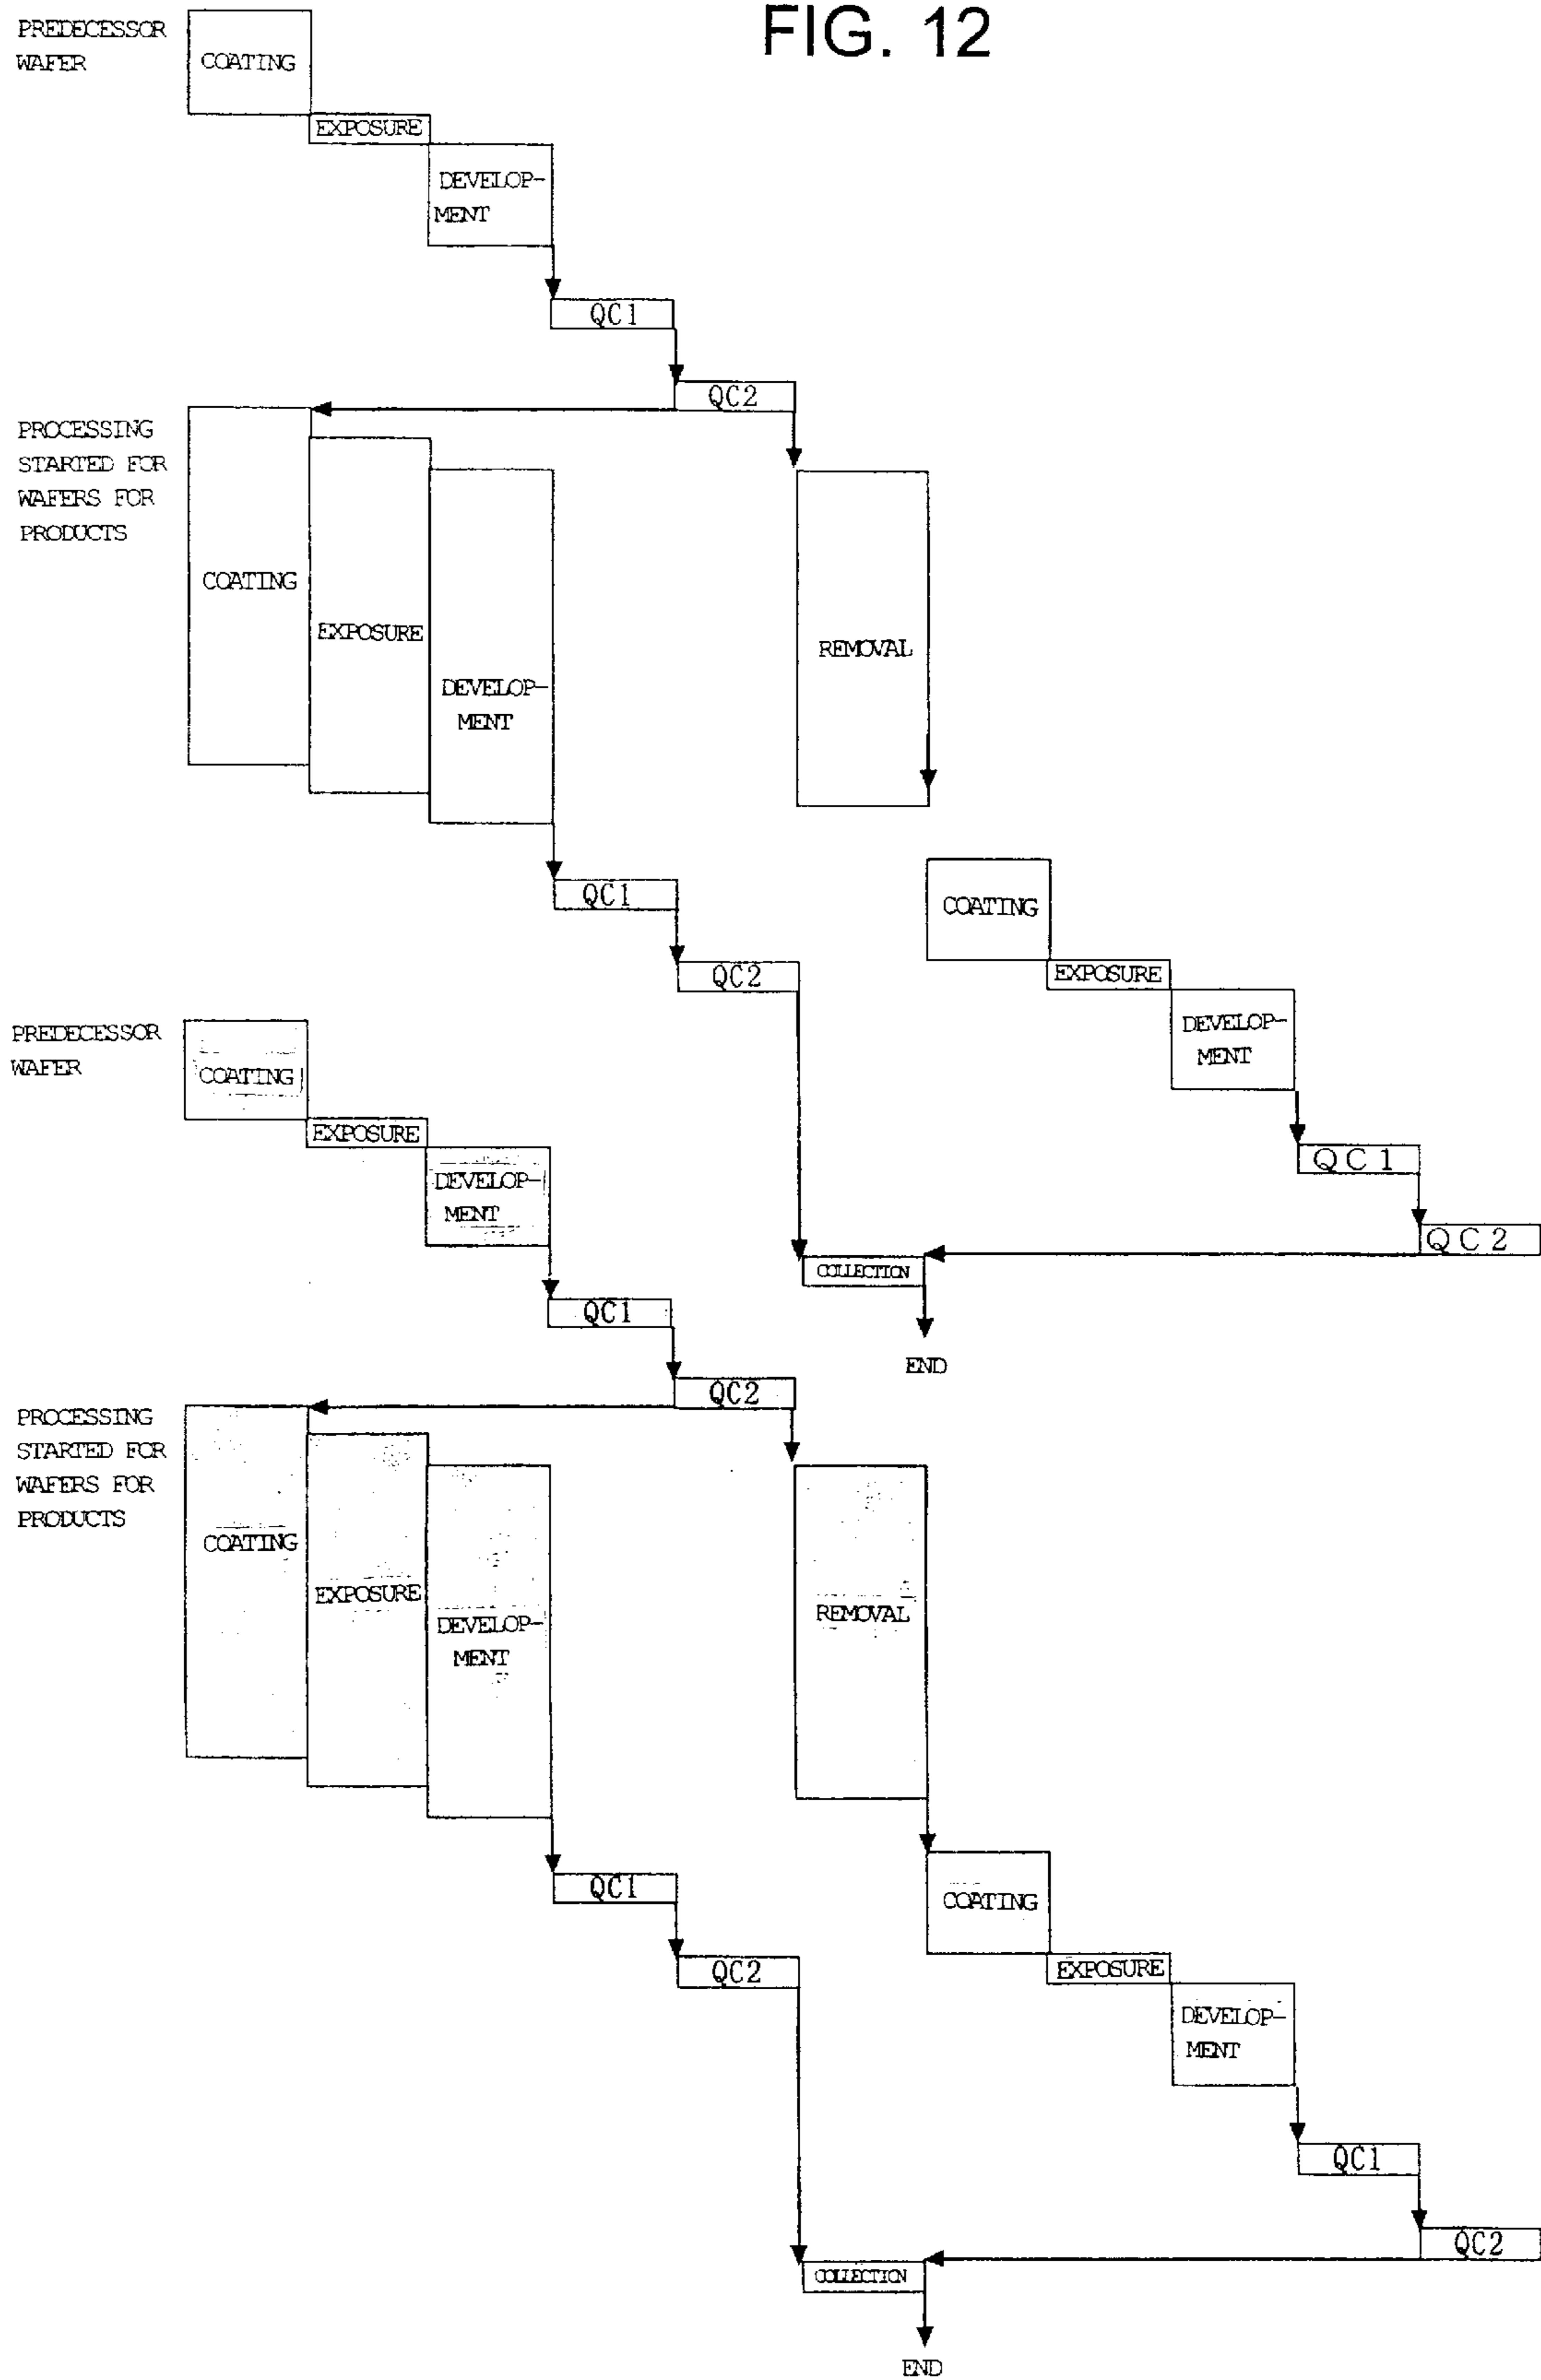 FIG. 12
PREDECESSOR
WAFER
COATING
EXPOSURE
DEVELOP-
MENT
QC1
QC2
PROCESSING
STARTED FOR
WAFERS FOR
PRODUCTS
COATING
EXPOSURE
DEVELOP-
MENT
REMOVAL
QC1
QC2
COATING
EXPOSURE
DEVELOP-
MENT
QC1
QC2
COLLECTION
END
PREDECESSOR
WAFER
COATING
EXPOSURE
DEVELOP-
MENT
QC1
QC2
PROCESSING
STARTED FOR
WAFERS FOR
PRODUCTS
COATING
EXPOSURE
DEVELOP-
MENT
REMOVAL
QC1
QC2
COATING
EXPOSURE
DEVELOP-
MENT
QC1
QC2
COLLECTION
END